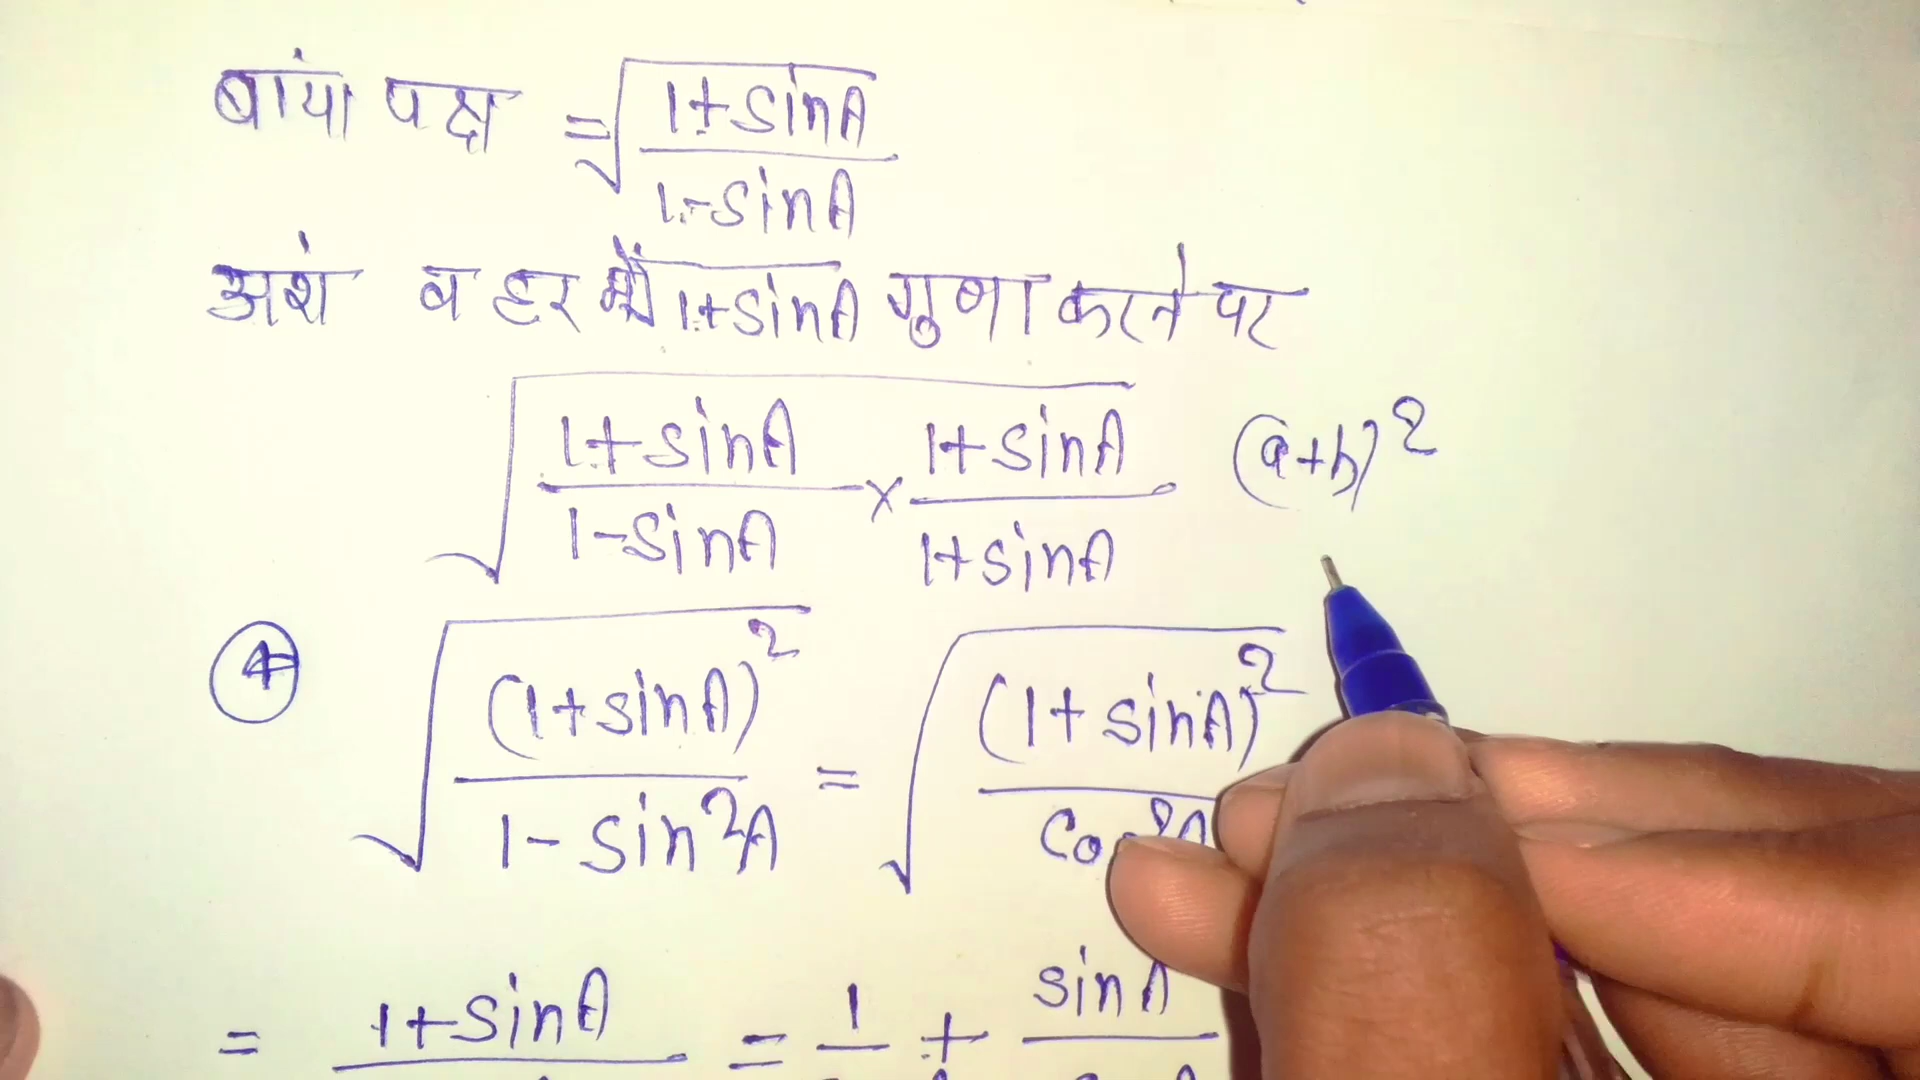 बांया पक्ष = √(1+sinA / 1-sinA)
अशं व हर में √1+sinA गुणा करने पर
√(1+sinA / 1-sinA × 1+sinA / 1+sinA) (a+b)²
④ √((1+sinA)² / 1-sin²A) = √((1+sinA)² / Co
= 1+sinA = 1 + sinA